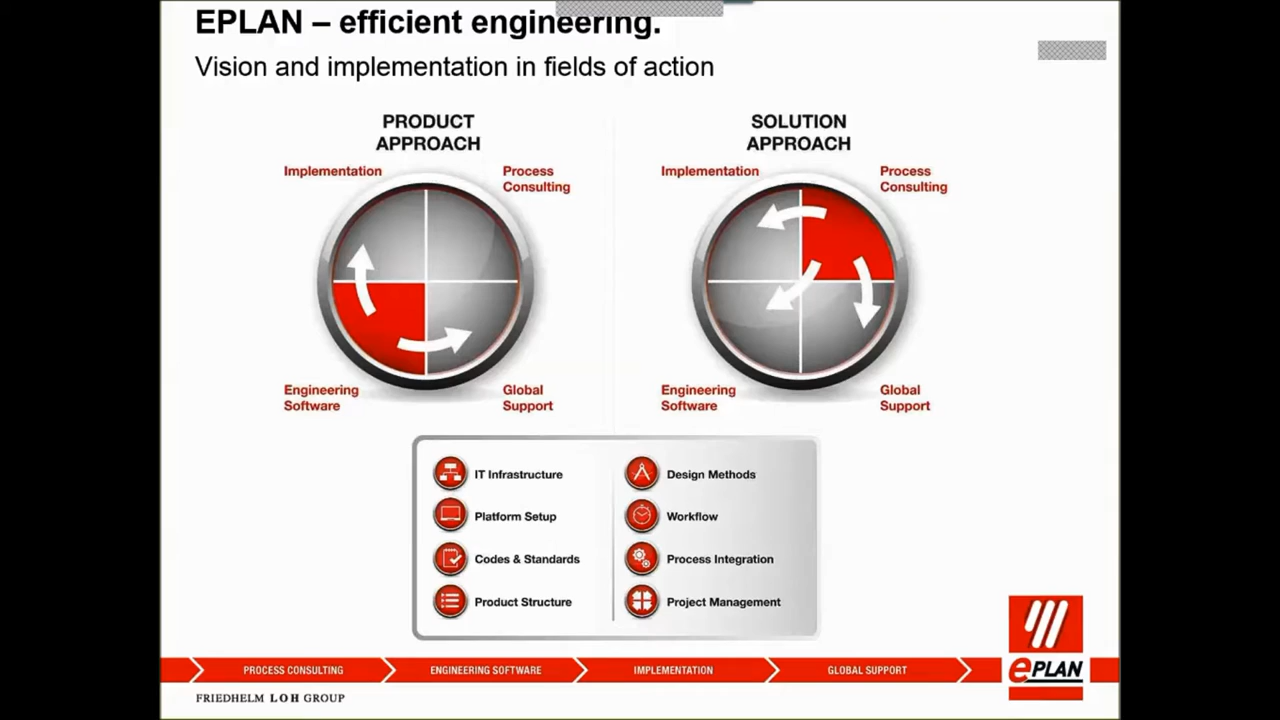 EPLAN – efficient engineering.
Vision and implementation in fields of action
PRODUCT
APPROACH
Implementation
Process
Consulting
Engineering
Software
Global
Support
SOLUTION
APPROACH
Implementation
Process
Consulting
Engineering
Software
Global
Support
IT Infrastructure
Platform Setup
Codes & Standards
Product Structure
Design Methods
Workflow
Process Integration
Project Management
PROCESS CONSULTING
ENGINEERING SOFTWARE
IMPLEMENTATION
GLOBAL SUPPORT
ePLAN
FRIEDHELM LOH GROUP